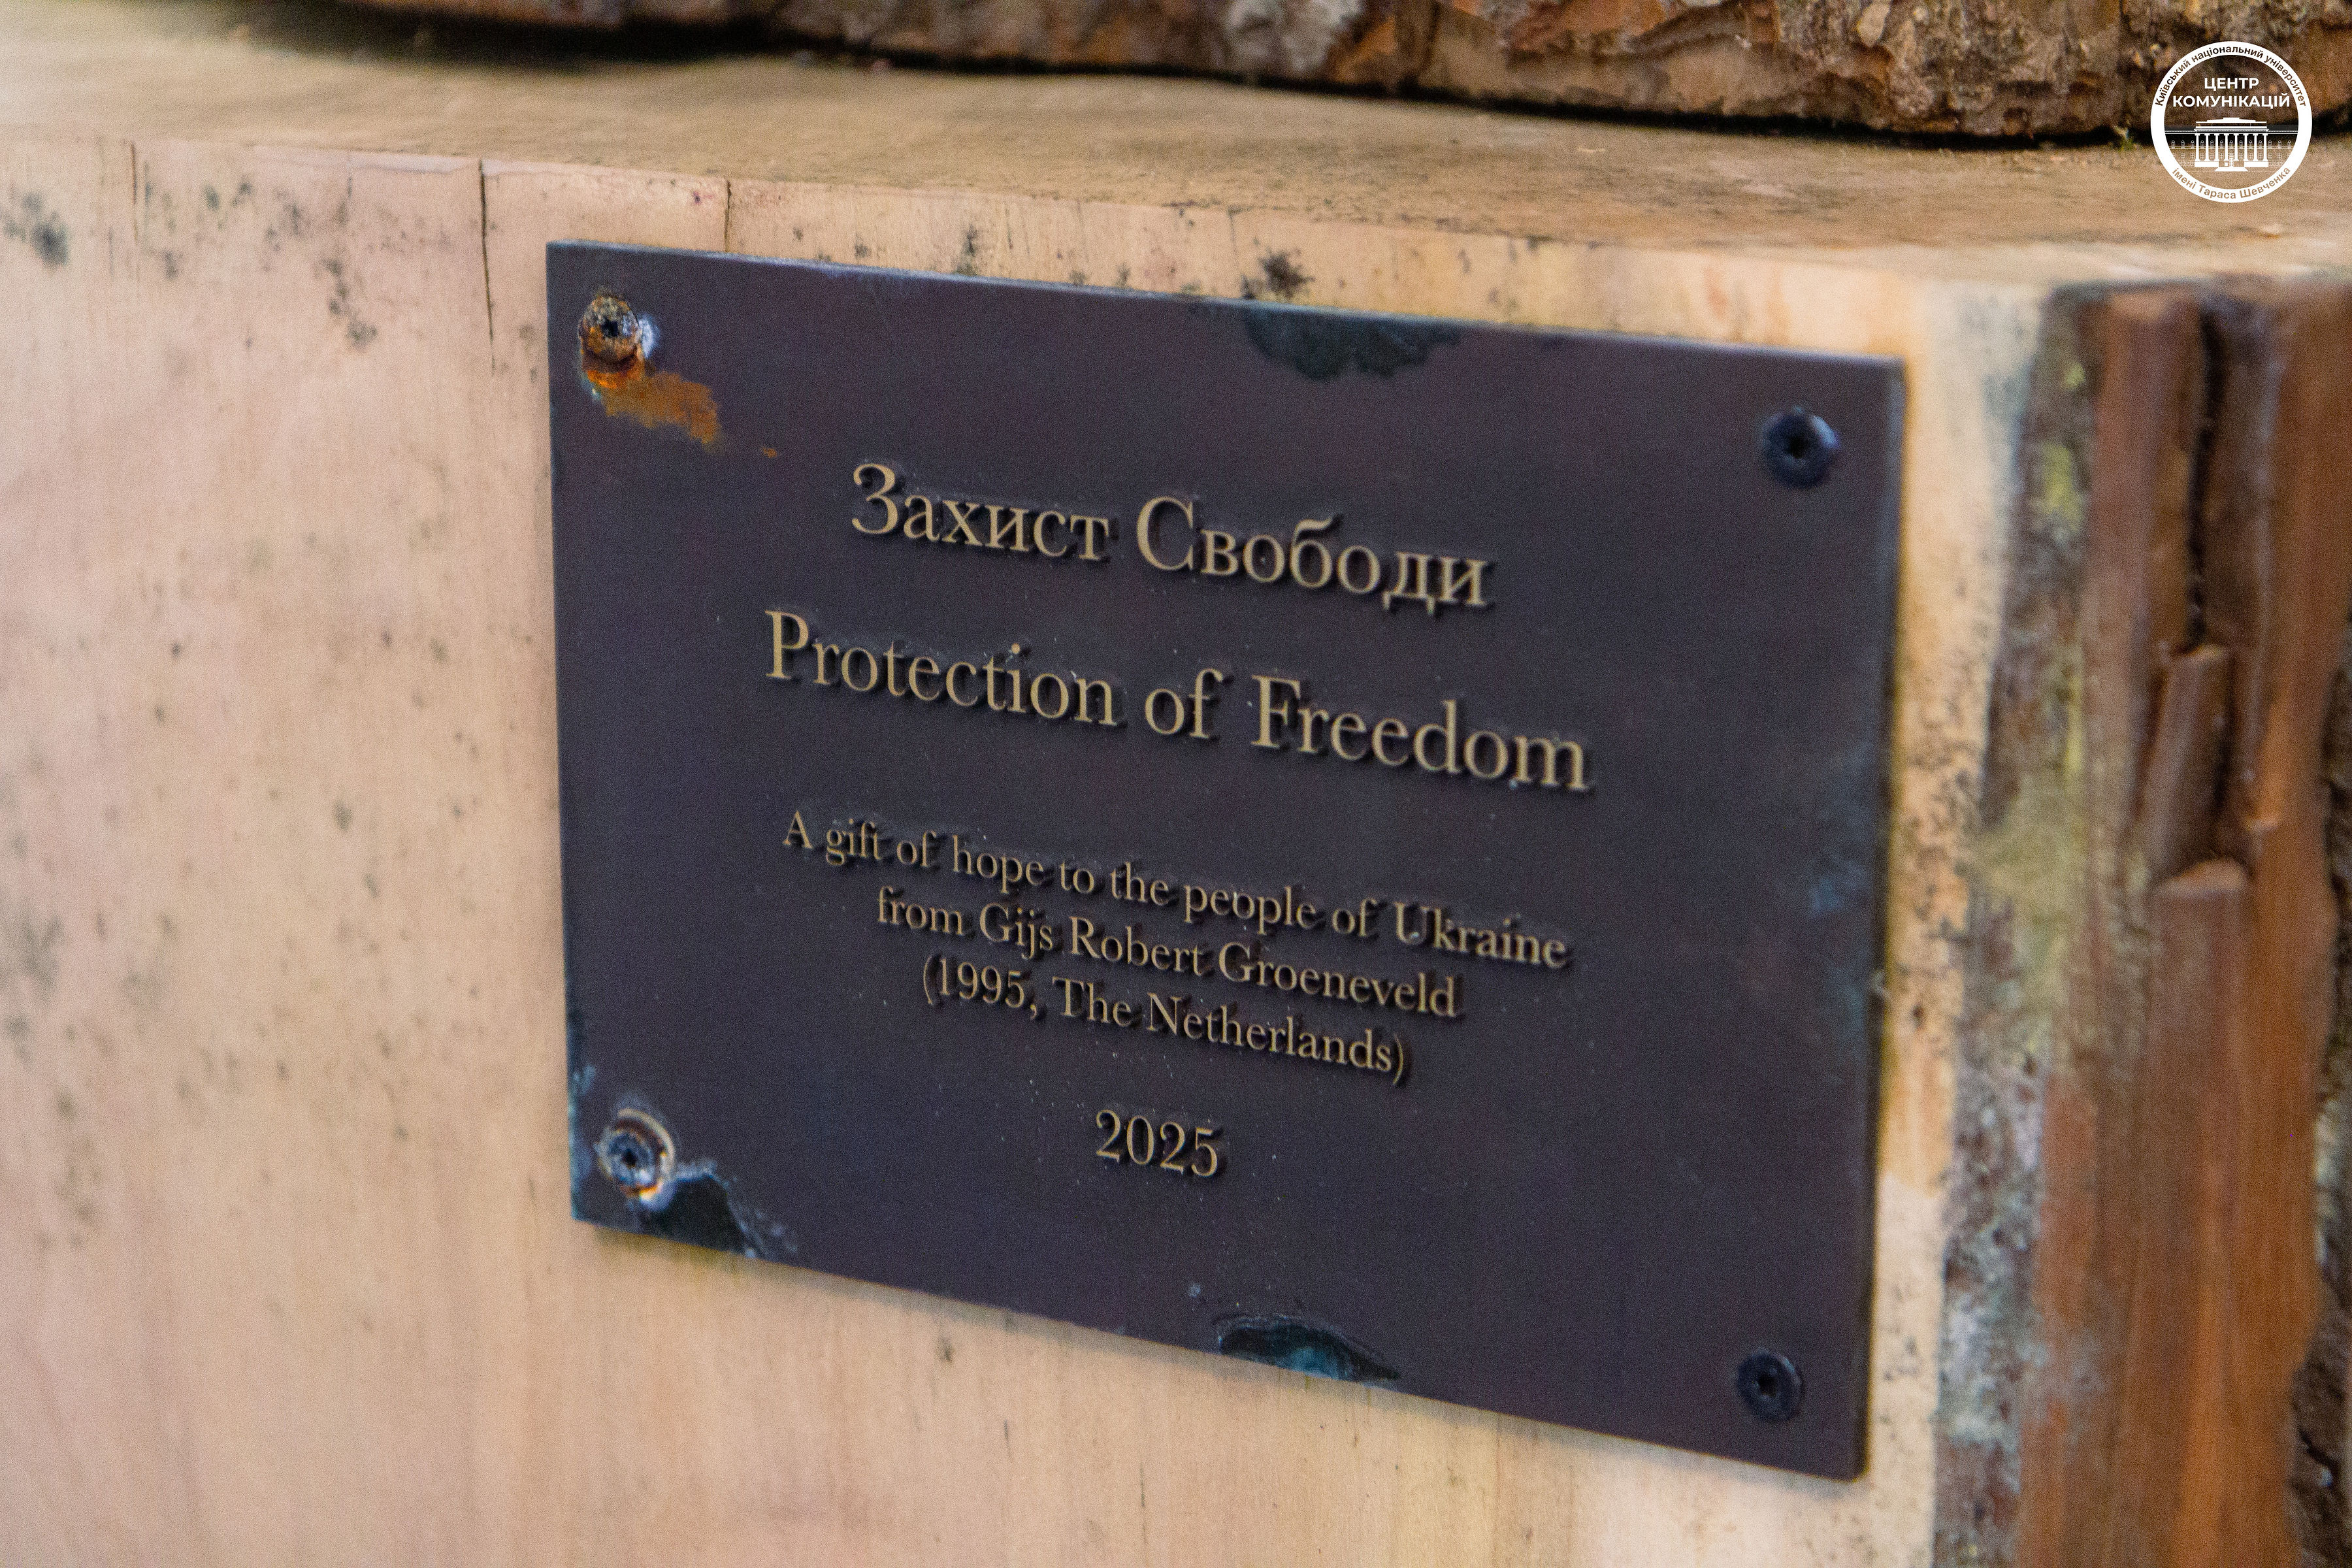 Київський національний університет
ЦЕНТР
КОМУНІКАЦІЙ
імені Тараса Шевченка
Захист Свободи
Protection of Freedom
A gift of hope to the people of Ukraine
from Gijs Robert Groeneveld
(1995, The Netherlands)
2025